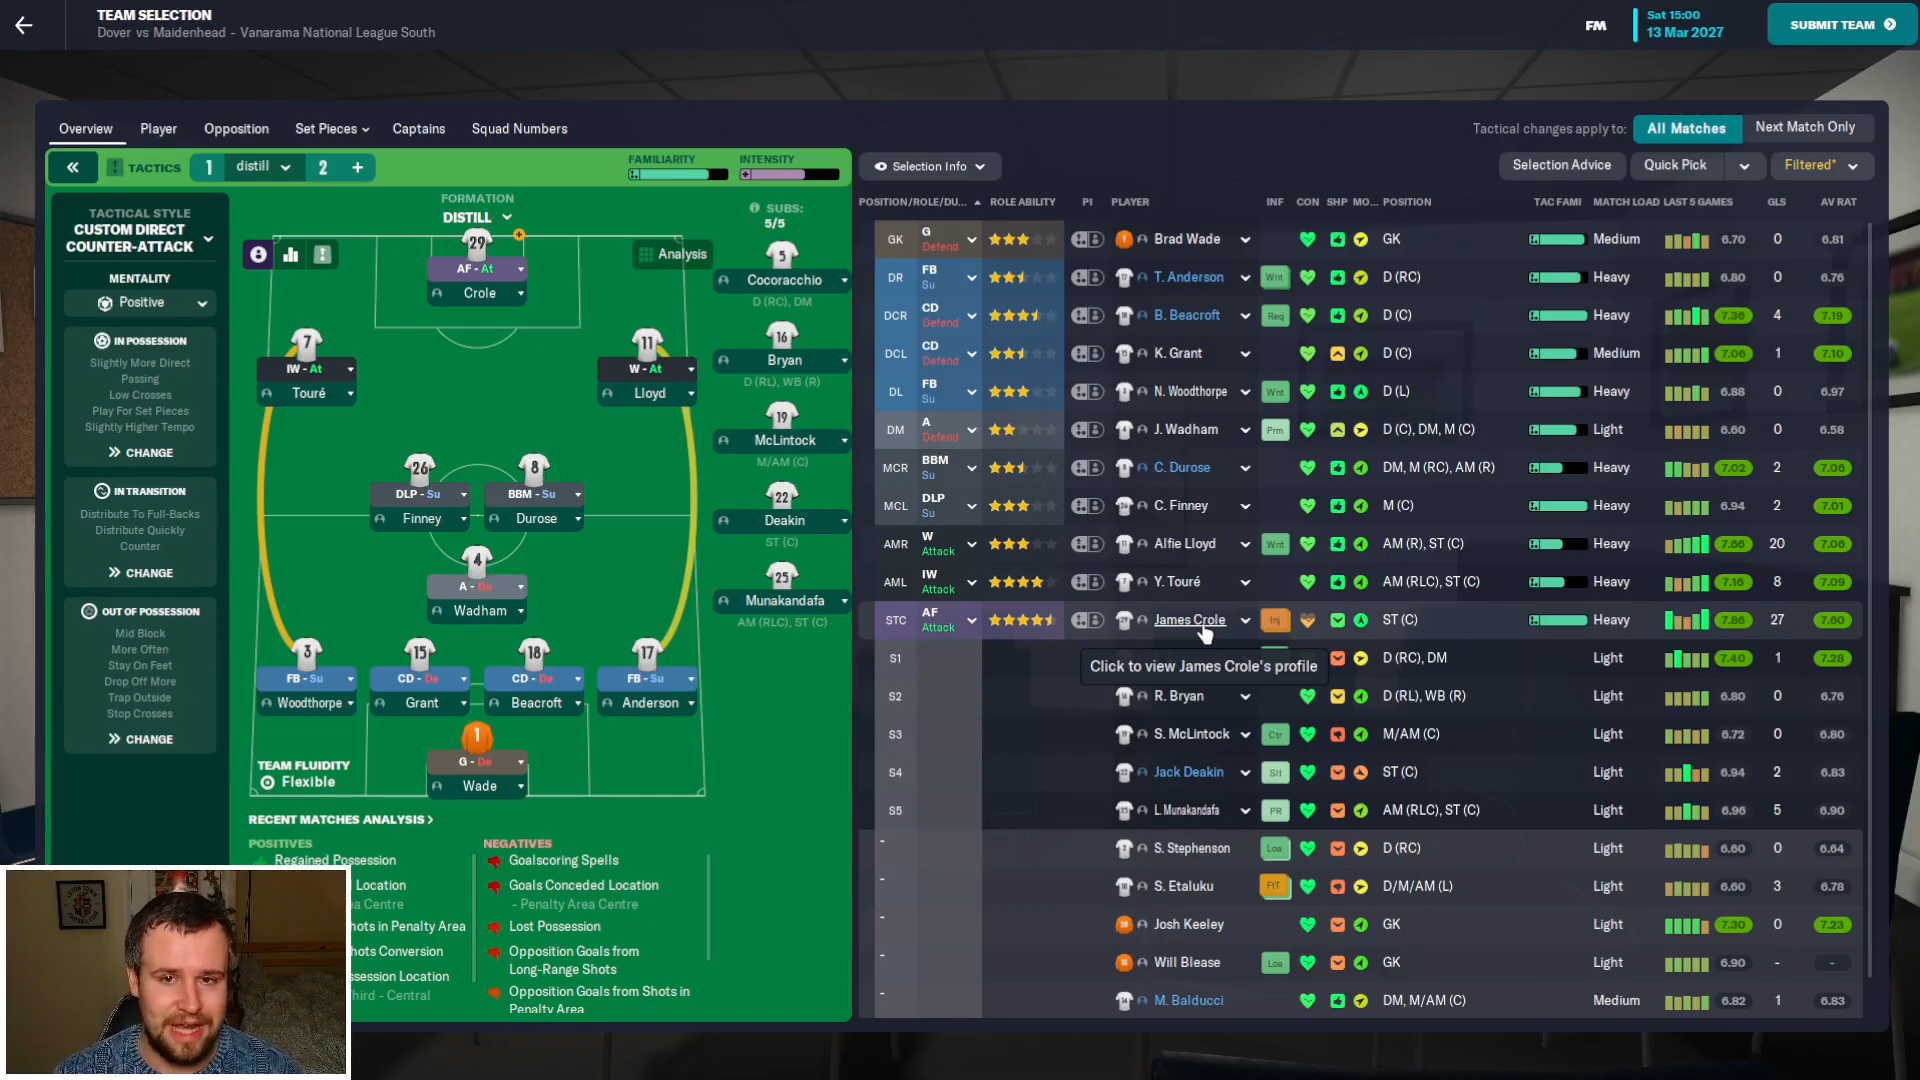 TEAM SELECTION
Dover vs Maidenhead - Vanarama National League South
FM
Sat 15:00
13 Mar 2027
SUBMIT TEAM
Overview
Player
Opposition
Set Pieces
Captains
Squad Numbers
Tactical changes apply to:
All Matches
Next Match Only
TACTICS
1
distill
2
+
FAMILIARITY
INTENSITY
Selection Info
Selection Advice
Quick Pick
Filtered*
TACTICAL STYLE
CUSTOM DIRECT
COUNTER-ATTACK
MENTALITY
Positive
IN POSSESSION
Slightly More Direct
Passing
Low Crosses
Play For Set Pieces
Slightly Higher Tempo
CHANGE
IN TRANSITION
Distribute To Full-Backs
Distribute Quickly
Counter
CHANGE
OUT OF POSSESSION
Mid Block
More Often
Stay On Feet
Drop Off More
Trap Outside
Stop Crosses
CHANGE
FORMATION
DISTILL
Analysis
29
AF - At
Crole
7
IW - At
Touré
11
W - At
Lloyd
26
DLP - Su
Finney
8
BBM - Su
Durose
4
A - De
Wadham
3
FB - Su
Woodthorpe
15
CD - De
Grant
18
CD - De
Beacroft
17
FB - Su
Anderson
1
G - De
Wade
TEAM FLUIDITY
Flexible
SUBS:
5/5
5
Cocoracchio
D (RC), DM
16
Bryan
D (RL), WB (R)
19
McLintock
M/AM (C)
22
Deakin
ST (C)
25
Munakandafa
AM (RLC), ST (C)
RECENT MATCHES ANALYSIS
POSITIVES
Regained Possession
Location
ea Centre
hots in Penalty Area
hots Conversion
ssession Location
hird - Central
NEGATIVES
Goalscoring Spells
Goals Conceded Location
- Penalty Area Centre
Lost Possession
Opposition Goals from
Long-Range Shots
Opposition Goals from Shots in
Penalty Area
POSITION/ROLE/DU... ROLE ABILITY PI PLAYER INF CON SHP MO... POSITION TAC FAMI MATCH LOAD LAST 5 GAMES GLS AV RAT
GK G Defend Brad Wade GK Medium 6.70 0 6.81
DR FB Su T. Anderson Wnt D (RC) Heavy 6.80 0 6.76
DCR CD Defend B. Beacroft Req D (C) Heavy 7.36 4 7.19
DCL CD Defend K. Grant D (C) Medium 7.06 1 7.10
DL FB Su N. Woodthorpe Wnt D (L) Heavy 6.88 0 6.97
DM A Defend J. Wadham Prm D (C), DM, M (C) Light 6.60 0 6.58
MCR BBM Su C. Durose DM, M (RC), AM (R) Heavy 7.02 2 7.06
MCL DLP Su C. Finney M (C) Heavy 6.94 2 7.01
AMR W Attack Alfie Lloyd Wnt AM (R), ST (C) Heavy 7.66 20 7.06
AML IW Attack Y. Touré AM (RLC), ST (C) Heavy 7.16 8 7.09
STC AF Attack James Crole Inj ST (C) Heavy 7.86 27 7.60
Click to view James Crole's profile
S1 D (RC), DM Light 7.40 1 7.28
S2 R. Bryan D (RL), WB (R) Light 6.80 0 6.76
S3 S. McLintock Ctr M/AM (C) Light 6.72 0 6.80
S4 Jack Deakin Slt ST (C) Light 6.94 2 6.83
S5 L. Munakandafa PR AM (RLC), ST (C) Light 6.96 5 6.90
- S. Stephenson Loa D (RC) Light 6.60 0 6.64
- S. Etaluku FtT D/M/AM (L) Light 6.60 3 6.78
- Josh Keeley GK Light 7.30 0 7.23
- Will Blease Loa GK Light 6.90 - -
- M. Balducci DM, M/AM (C) Medium 6.82 1 6.83